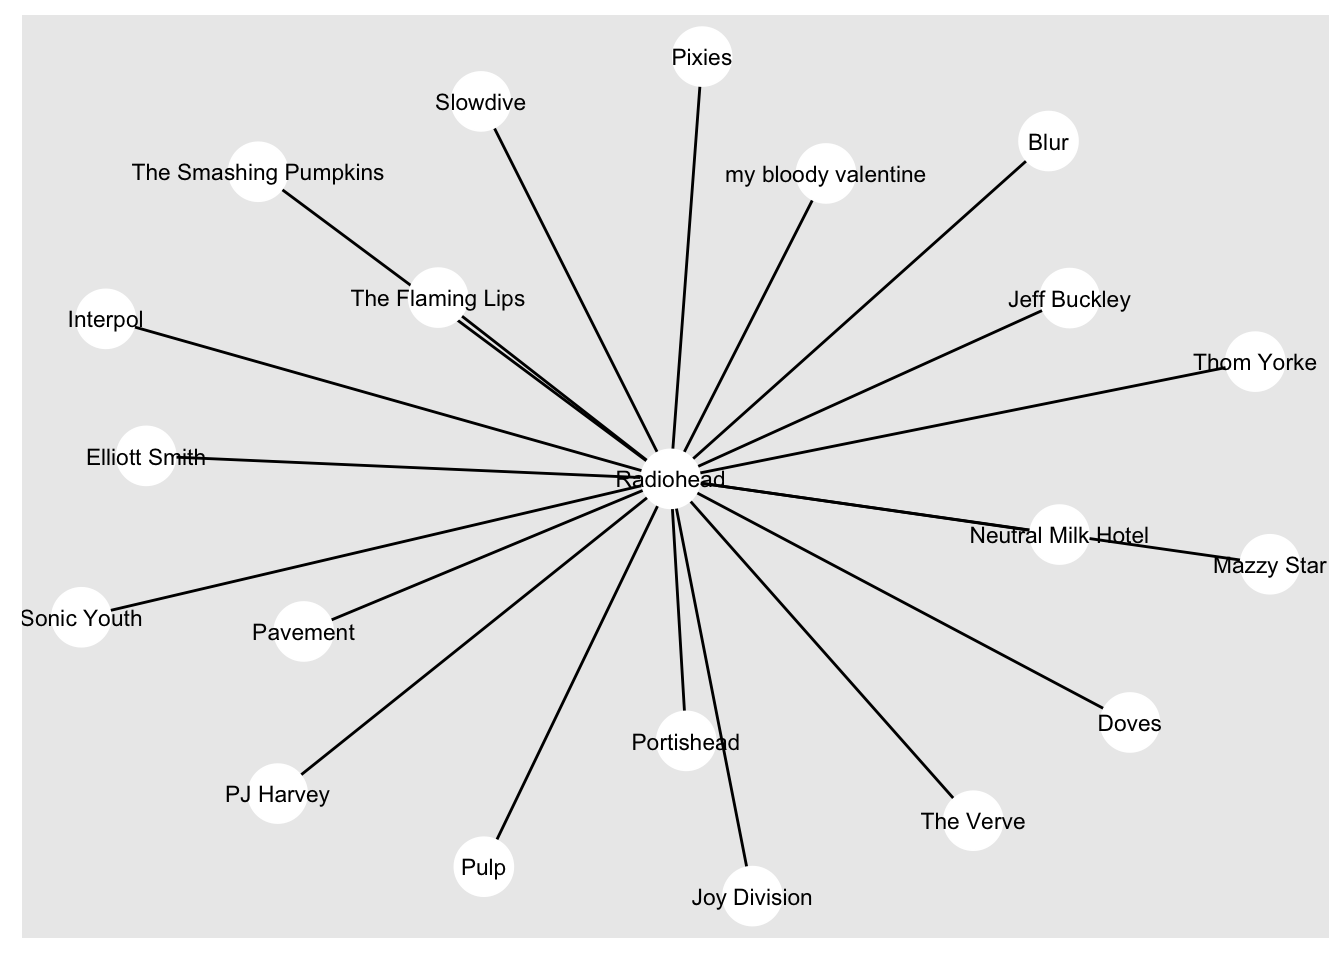 Pixies
Slowdive
Blur
The Smashing Pumpkins
my bloody valentine
The Flaming Lips
Jeff Buckley
Interpol
Thom Yorke
Elliott Smith
Radiohead
Neutral Milk Hotel
Mazzy Star
Sonic Youth
Pavement
Doves
Portishead
PJ Harvey
The Verve
Pulp
Joy Division